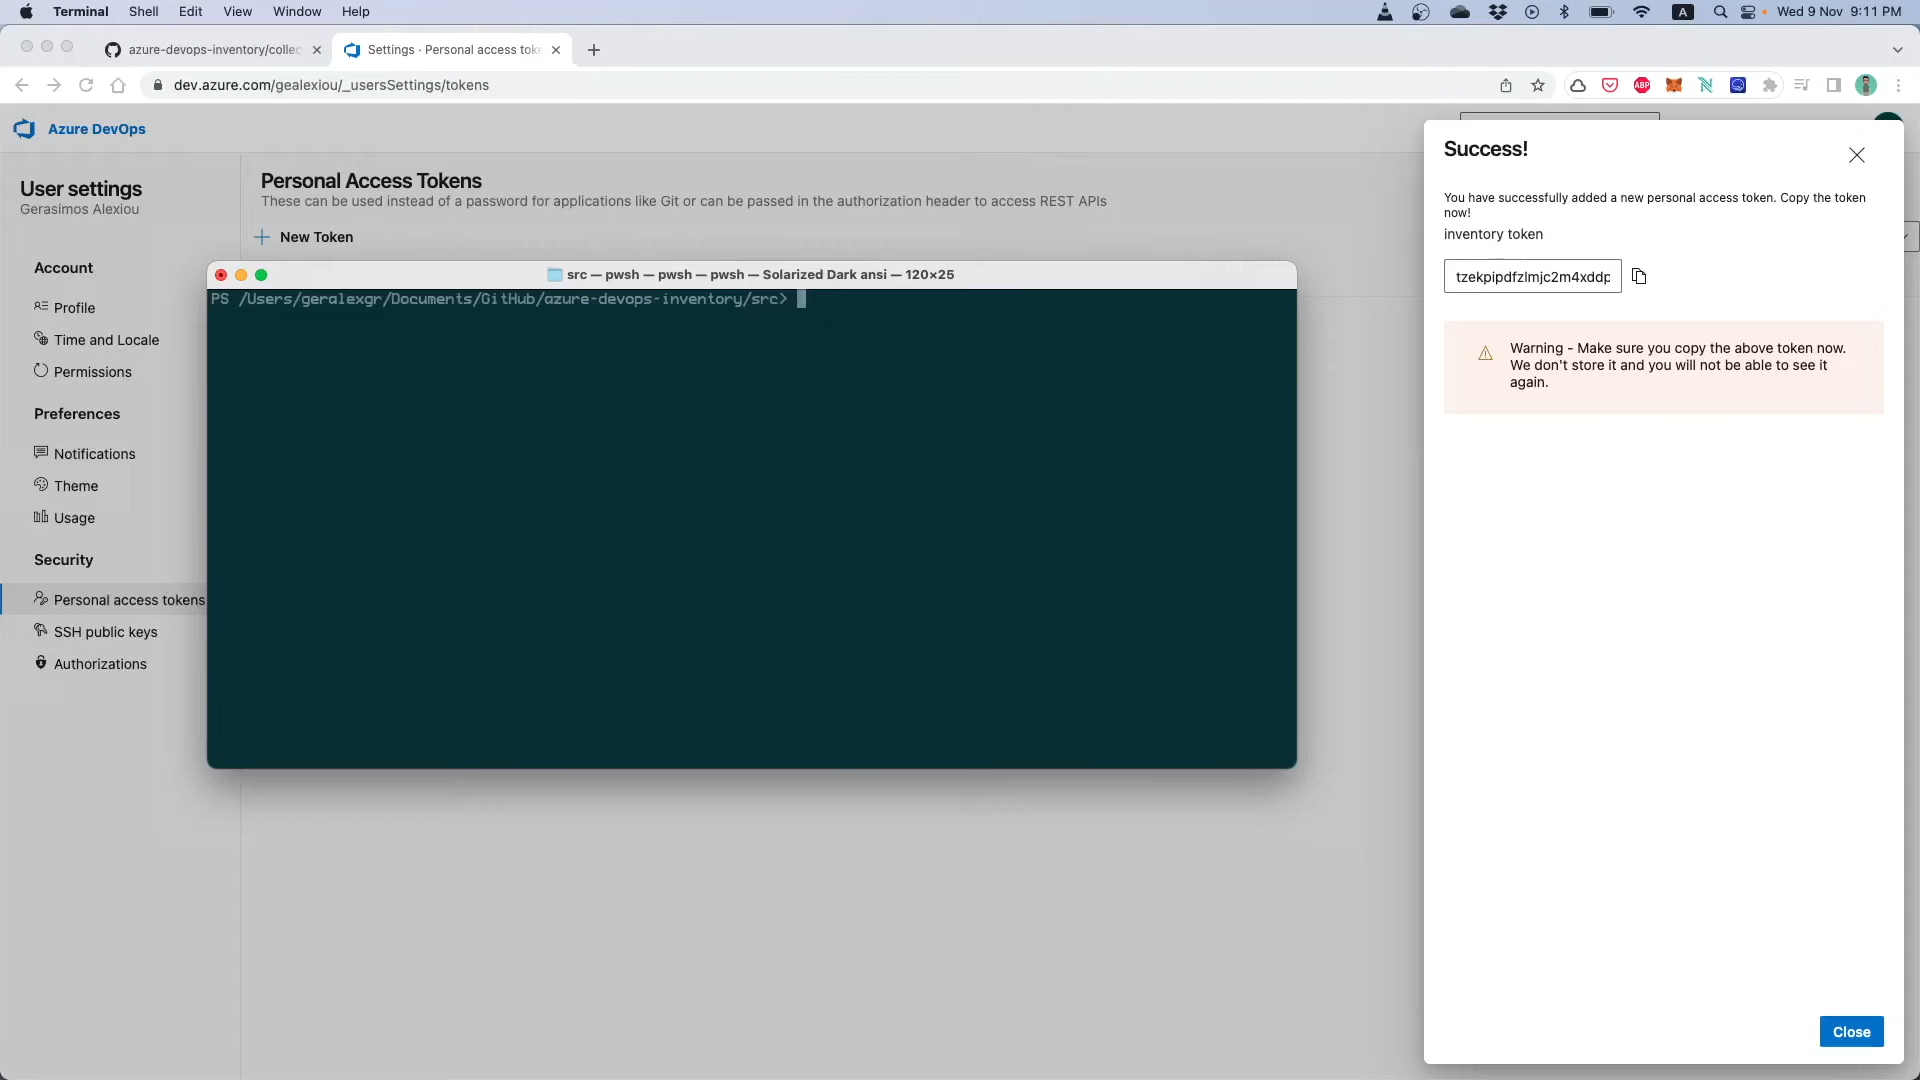 Terminal Shell Edit View Window Help
A Wed 9 Nov 9:11 PM
azure-devops-inventory/collec
Settings - Personal access toke
dev.azure.com/gealexiou/_usersSettings/tokens
ABP
Azure DevOps
User settings
Gerasimos Alexiou
Account
Profile
Time and Locale
Permissions
Preferences
Notifications
Theme
Usage
Security
Personal access tokens
SSH public keys
Authorizations
Personal Access Tokens
These can be used instead of a password for applications like Git or can be passed in the authorization header to access REST APIs
New Token
src — pwsh — pwsh — pwsh — Solarized Dark ansi — 120×25
PS /Users/geralexgr/Documents/GitHub/azure-devops-inventory/src>
Success!
You have successfully added a new personal access token. Copy the token
now!
inventory token
tzekpipdfzlmjc2m4xddp
Warning - Make sure you copy the above token now.
We don't store it and you will not be able to see it
again.
Close